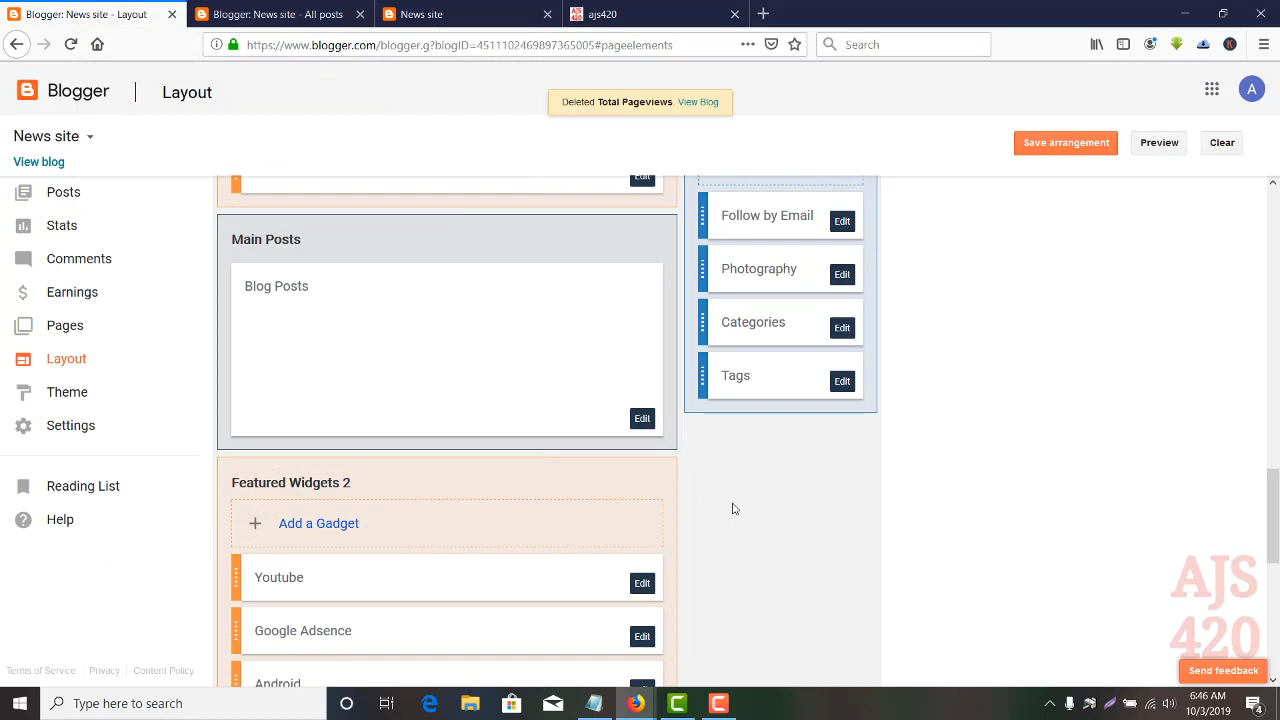 Blogger: News site - Layout
Blogger: News site - All posts
News site
ajs420
https://www.blogger.com/blogger.g?blogID=4511102469897365005#pageelements
Search
Blogger
Layout
Deleted Total Pageviews. View Blog
A
News site
View blog
Save arrangement
Preview
Clear
Posts
Stats
Comments
Earnings
Pages
Layout
Theme
Settings
Reading List
Help
Terms of Service
Privacy
Content Policy
Edit
Main Posts
Blog Posts
Edit
Featured Widgets 2
Add a Gadget
Youtube
Edit
Google Adsence
Edit
Android
Follow by Email
Edit
Photography
Edit
Categories
Edit
Tags
Edit
AJS
420
Send feedback
Type here to search
6:46 AM
10/3/2019
4